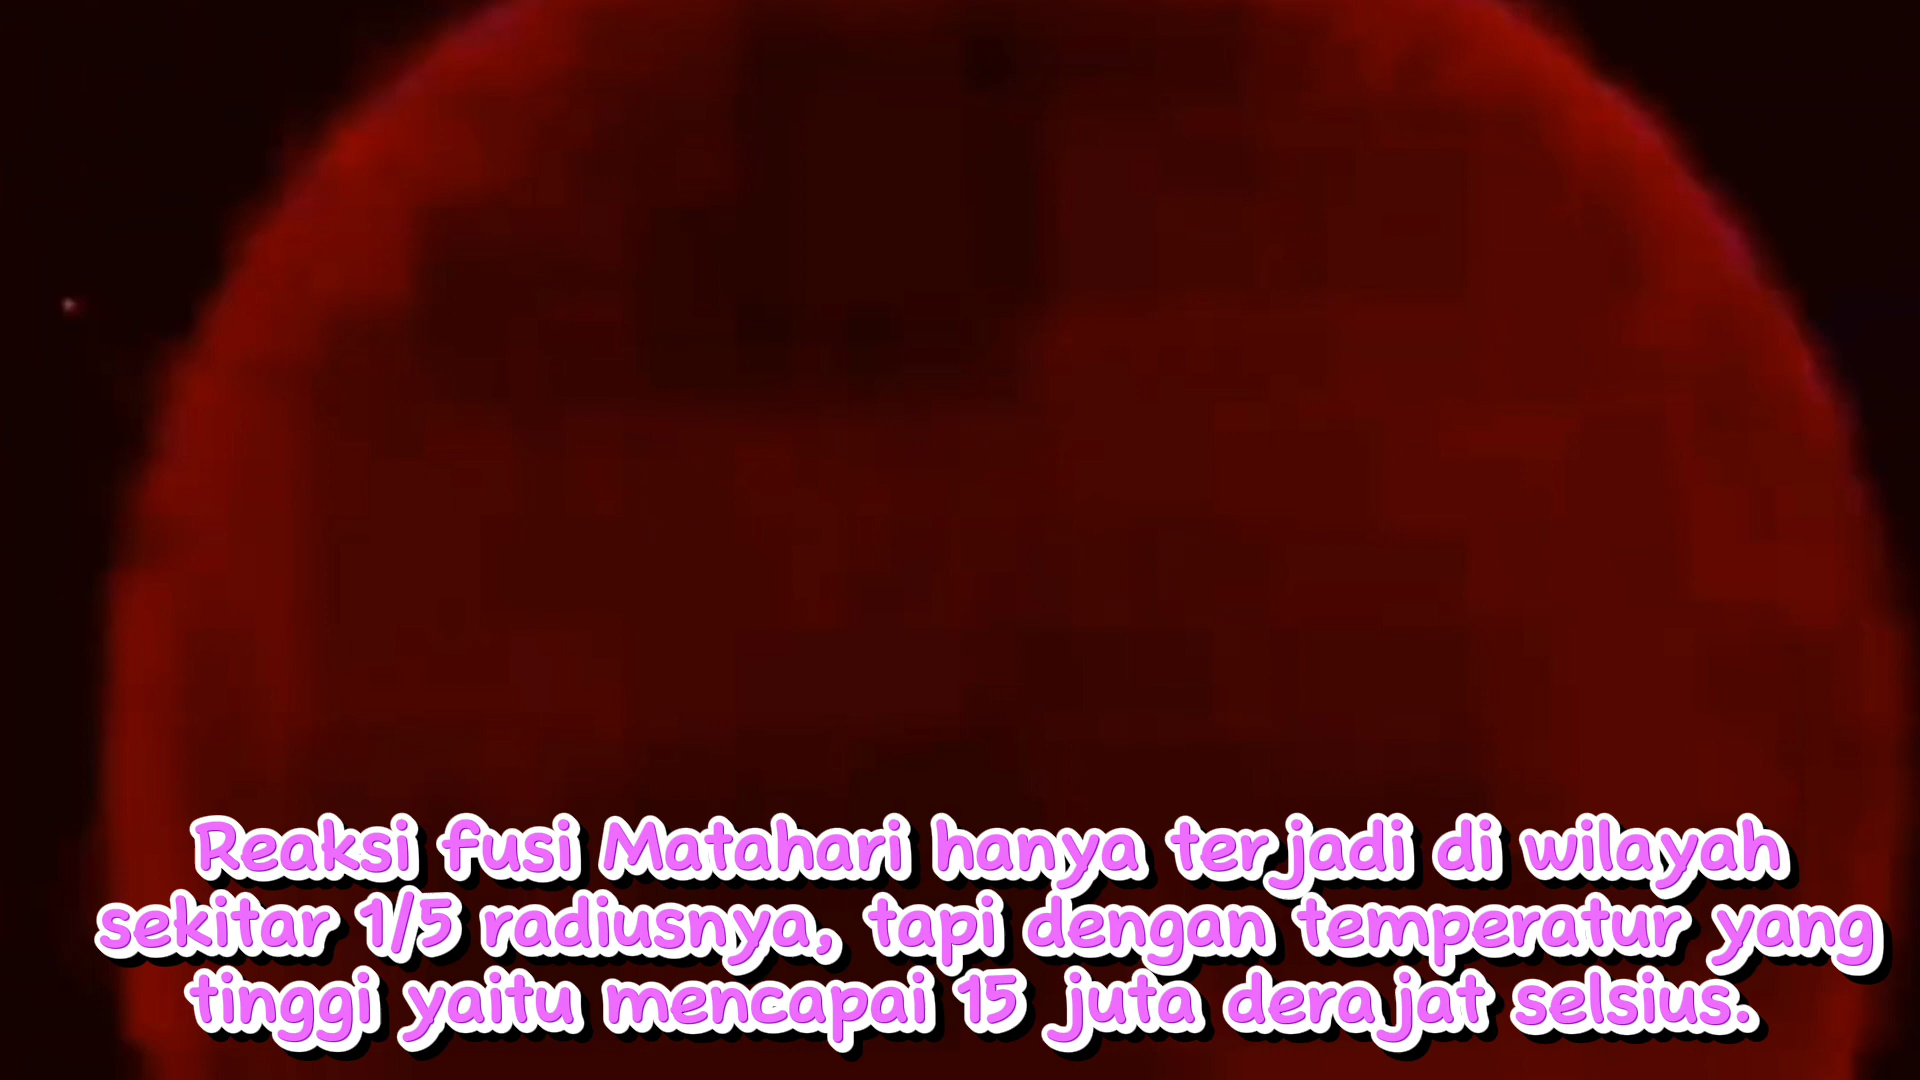 Reaksi fusi Matahari hanya terjadi di wilayah
sekitar 1/5 radiusnya, tapi dengan temperatur yang
tinggi yaitu mencapai 15 juta derajat selsius.